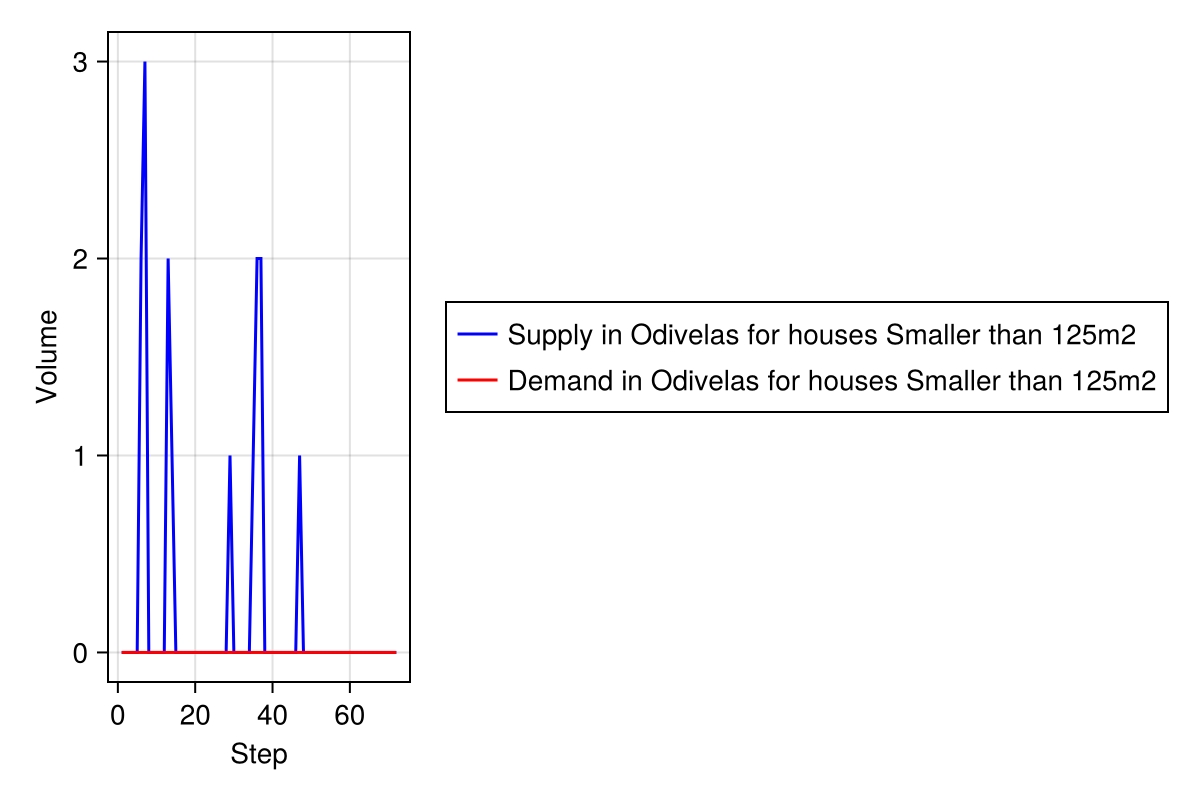 3
2
1
0
Volume
0 20 40 60
Step
Supply in Odivelas for houses Smaller than 125m2
Demand in Odivelas for houses Smaller than 125m2